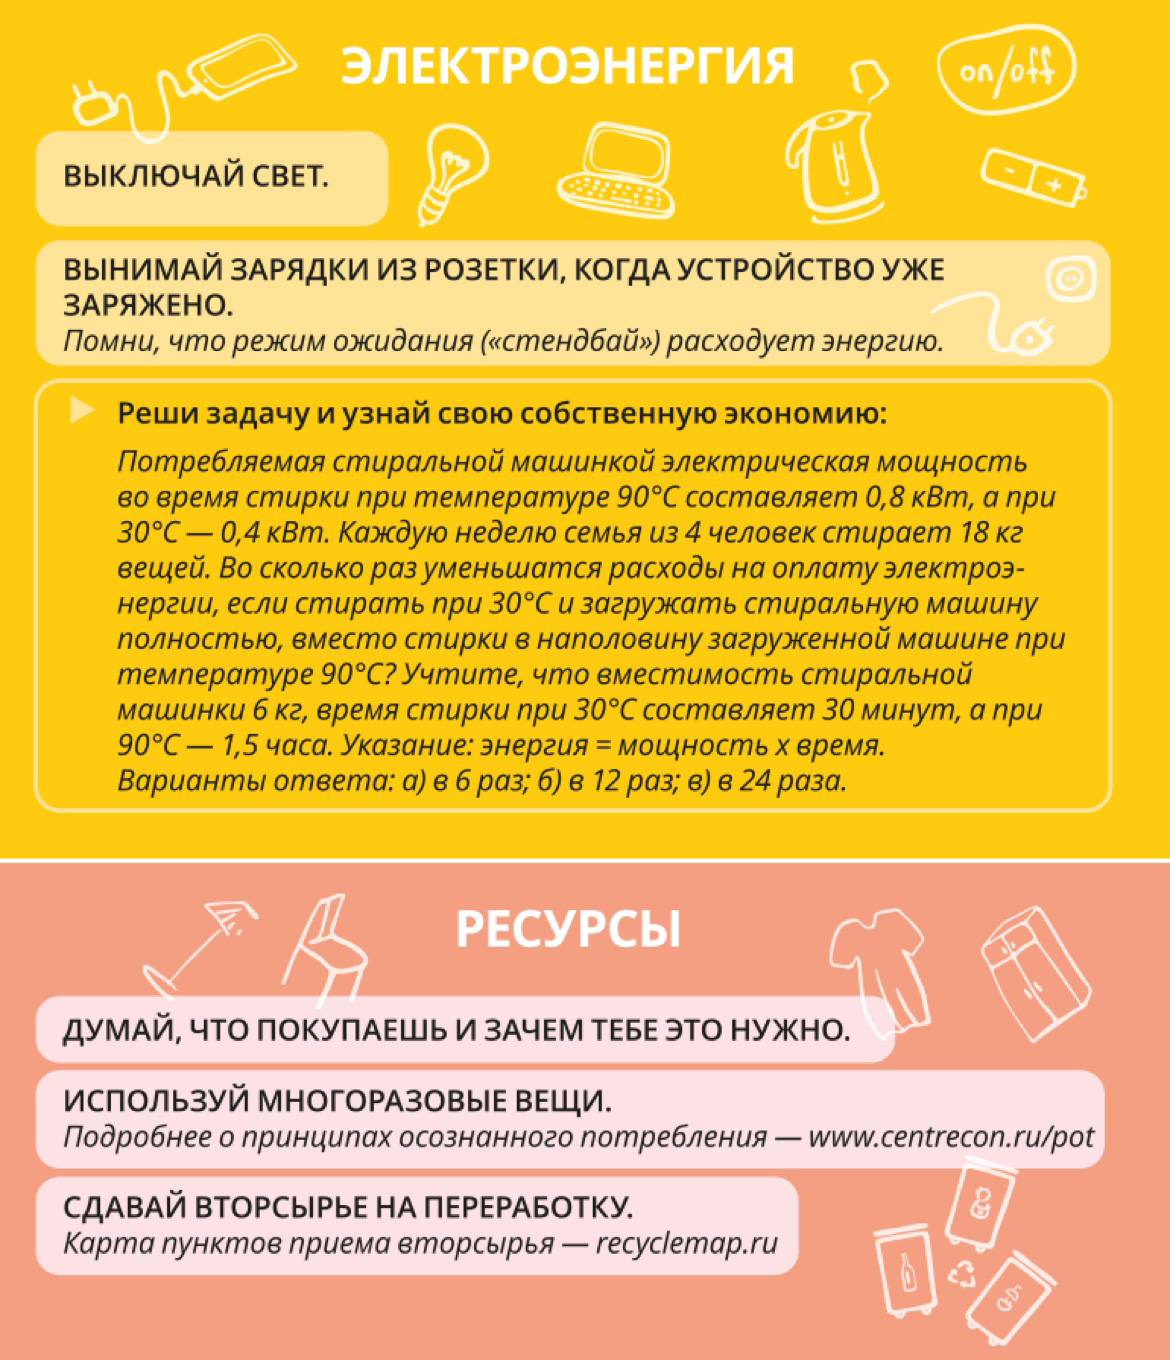 ЭЛЕКТРОЭНЕРГИЯ
on/off
ВЫКЛЮЧАЙ СВЕТ.
- +
ВЫНИМАЙ ЗАРЯДКИ ИЗ РОЗЕТКИ, КОГДА УСТРОЙСТВО УЖЕ
ЗАРЯЖЕНО.
Помни, что режим ожидания («стендбай») расходует энергию.
Реши задачу и узнай свою собственную экономию:
Потребляемая стиральной машинкой электрическая мощность
во время стирки при температуре 90°С составляет 0,8 кВт, а при
30°С — 0,4 кВт. Каждую неделю семья из 4 человек стирает 18 кг
вещей. Во сколько раз уменьшатся расходы на оплату электроэ-
нергии, если стирать при 30°С и загружать стиральную машину
полностью, вместо стирки в наполовину загруженной машине при
температуре 90°С? Учтите, что вместимость стиральной
машинки 6 кг, время стирки при 30°С составляет 30 минут, а при
90°С — 1,5 часа. Указание: энергия = мощность х время.
Варианты ответа: а) в 6 раз; б) в 12 раз; в) в 24 раза.
РЕСУРСЫ
ДУМАЙ, ЧТО ПОКУПАЕШЬ И ЗАЧЕМ ТЕБЕ ЭТО НУЖНО.
ИСПОЛЬЗУЙ МНОГОРАЗОВЫЕ ВЕЩИ.
Подробнее о принципах осознанного потребления — www.centrecon.ru/pot
СДАВАЙ ВТОРСЫРЬЕ НА ПЕРЕРАБОТКУ.
Карта пунктов приема вторсырья — recyclemap.ru